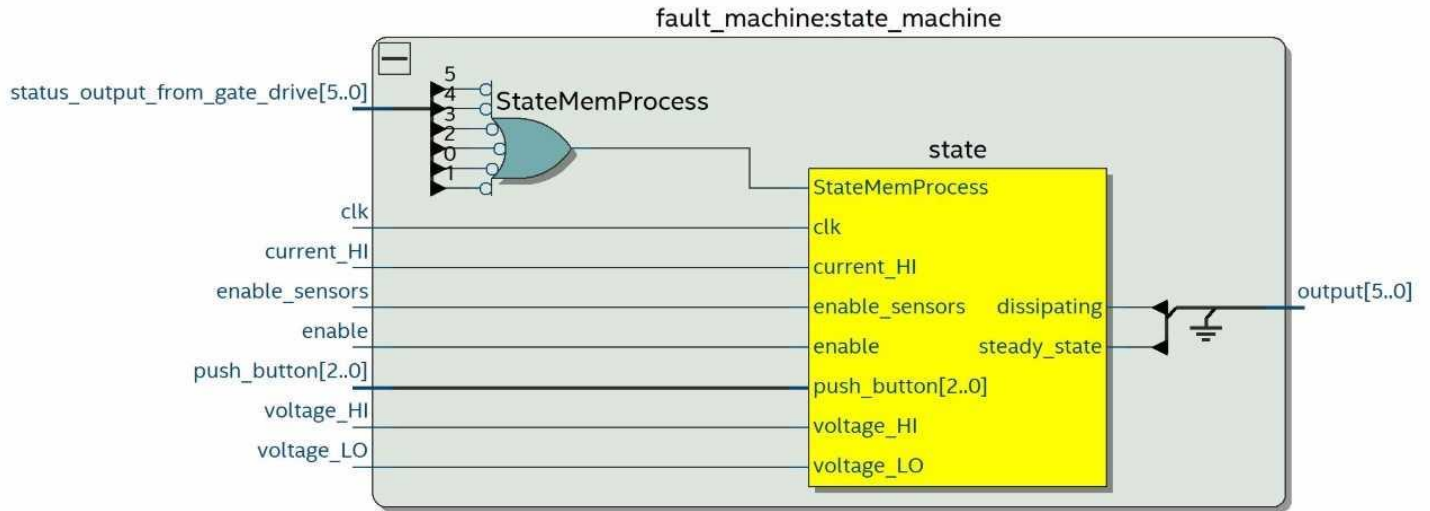 fault_machine:state_machine
status_output_from_gate_drive[5..0]
5
4
3
2
0
1
StateMemProcess
state
StateMemProcess
clk
clk
current_HI
current_HI
enable_sensors
enable_sensors
dissipating
output[5..0]
enable
enable
steady_state
push_button[2..0]
push_button[2..0]
voltage_HI
voltage_HI
voltage_LO
voltage_LO